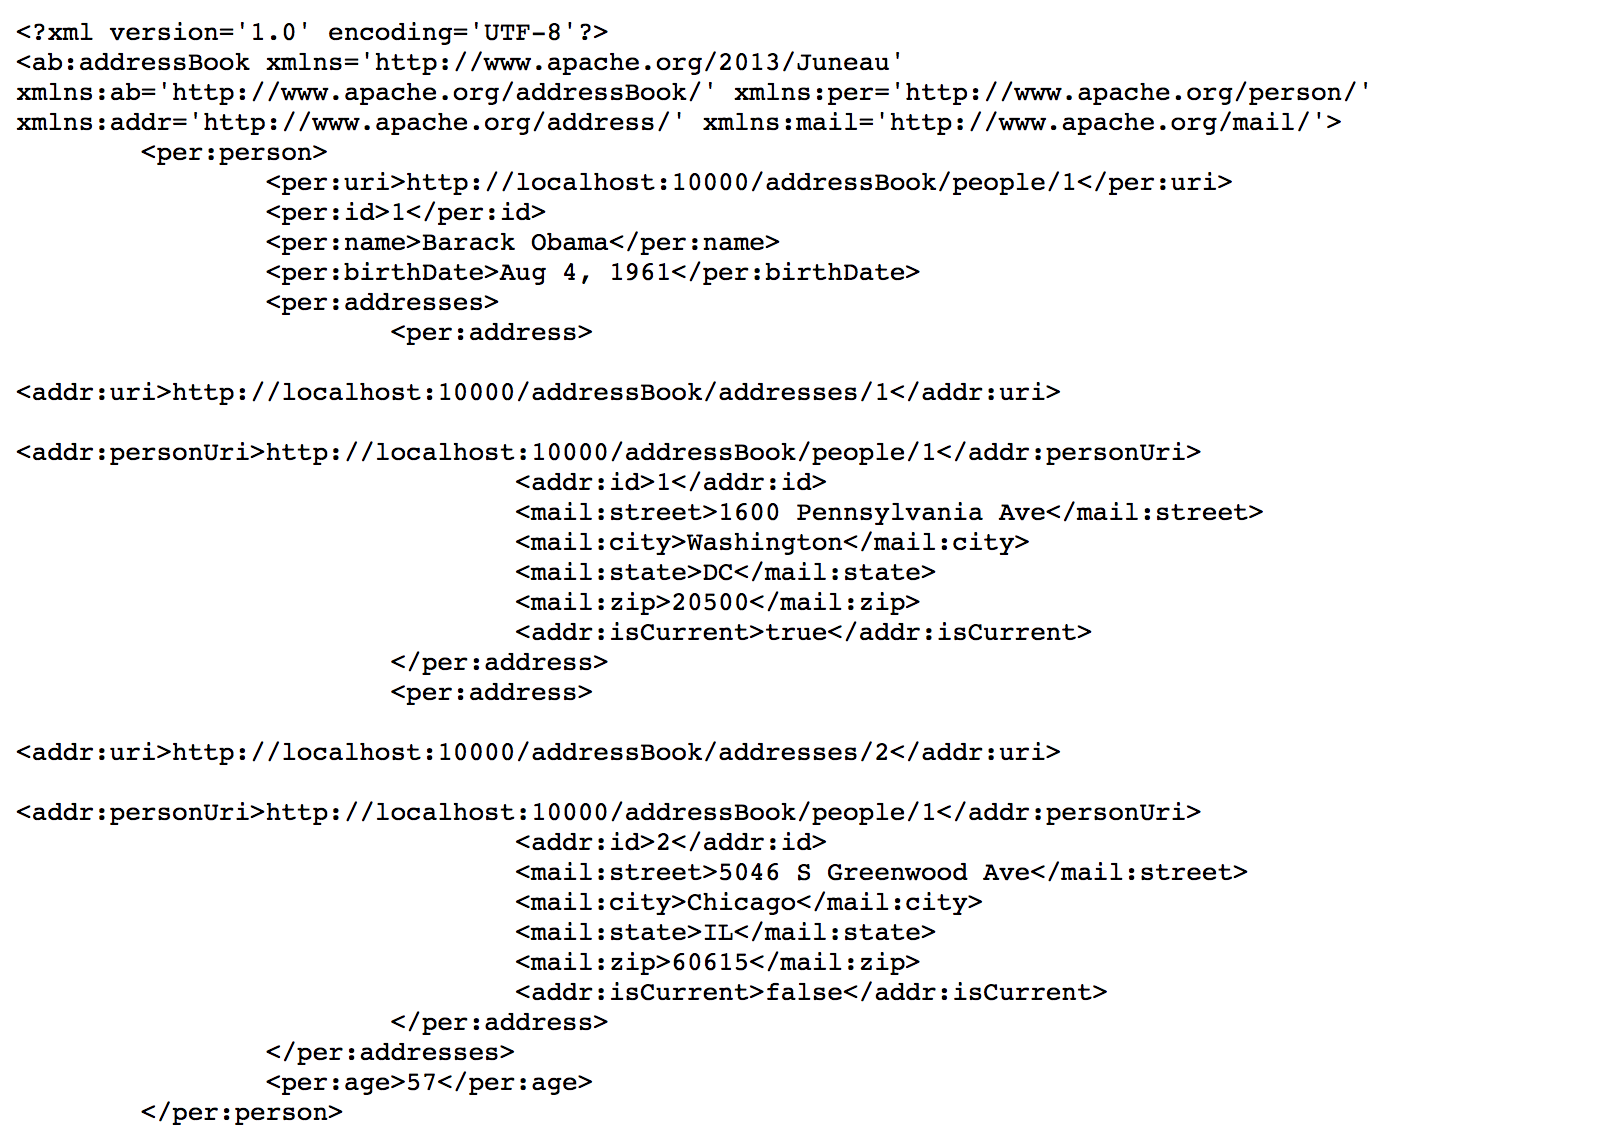 <?xml version='1.0' encoding='UTF-8'?>
<ab:addressBook xmlns='http://www.apache.org/2013/Juneau'
xmlns:ab='http://www.apache.org/addressBook/' xmlns:per='http://www.apache.org/person/'
xmlns:addr='http://www.apache.org/address/' xmlns:mail='http://www.apache.org/mail/'>
<per:person>
<per:uri>http://localhost:10000/addressBook/people/1</per:uri>
<per:id>1</per:id>
<per:name>Barack Obama</per:name>
<per:birthDate>Aug 4, 1961</per:birthDate>
<per:addresses>
<per:address>
<addr:uri>http://localhost:10000/addressBook/addresses/1</addr:uri>
<addr:personUri>http://localhost:10000/addressBook/people/1</addr:personUri>
<addr:id>1</addr:id>
<mail:street>1600 Pennsylvania Ave</mail:street>
<mail:city>Washington</mail:city>
<mail:state>DC</mail:state>
<mail:zip>20500</mail:zip>
<addr:isCurrent>true</addr:isCurrent>
</per:address>
<per:address>
<addr:uri>http://localhost:10000/addressBook/addresses/2</addr:uri>
<addr:personUri>http://localhost:10000/addressBook/people/1</addr:personUri>
<addr:id>2</addr:id>
<mail:street>5046 S Greenwood Ave</mail:street>
<mail:city>Chicago</mail:city>
<mail:state>IL</mail:state>
<mail:zip>60615</mail:zip>
<addr:isCurrent>false</addr:isCurrent>
</per:address>
</per:addresses>
<per:age>57</per:age>
</per:person>